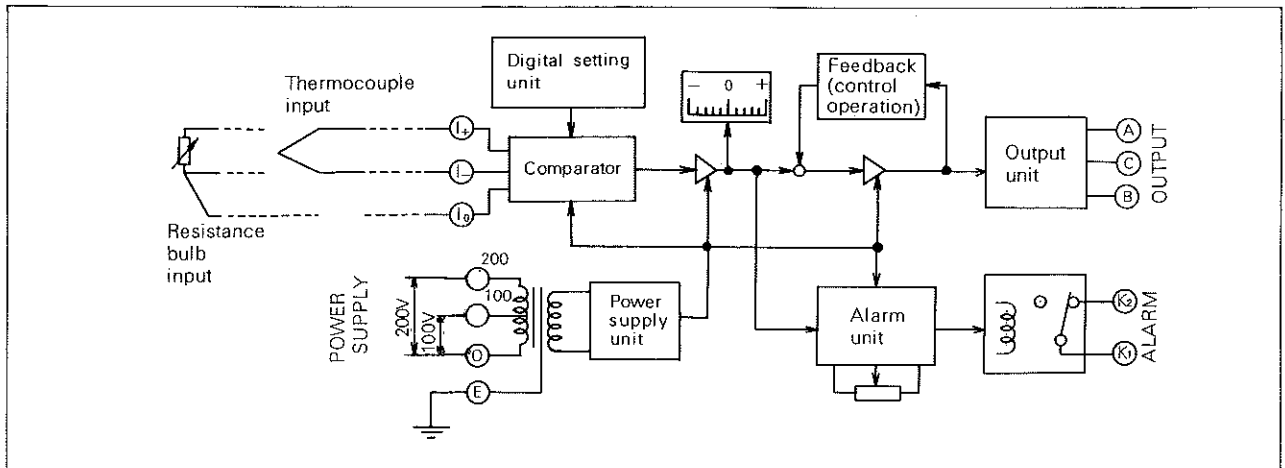 Digital setting
unit
Thermocouple
input
− 0 +
Feedback
(control
operation)
I+
I−
I0
Comparator
Output
unit
A
C
B
OUTPUT
Resistance
bulb
input
POWER
SUPPLY
200V
100V
200
100
O
E
Power
supply
unit
Alarm
unit
K2
K1
ALARM